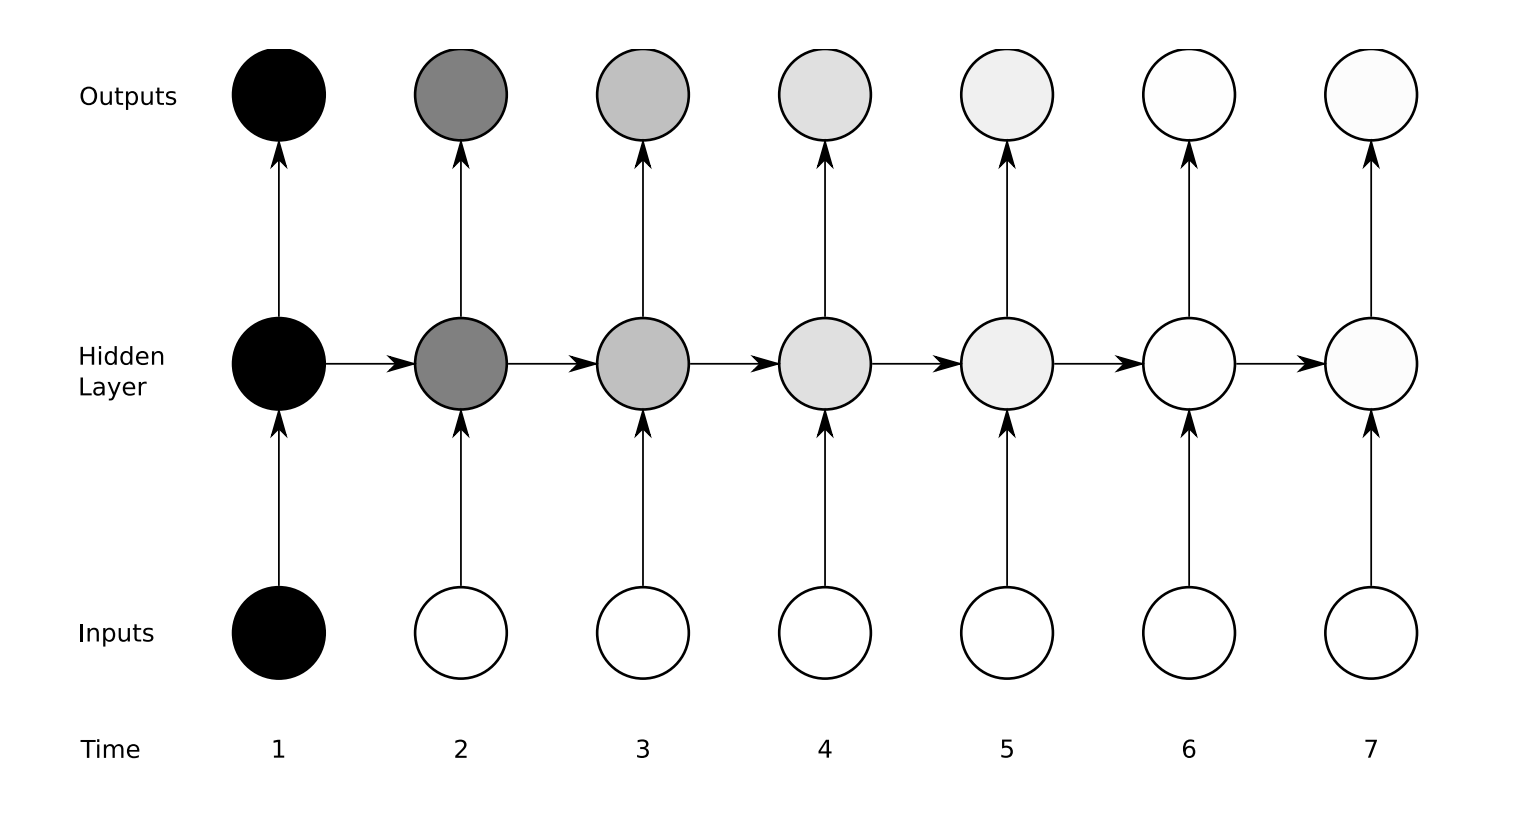 Outputs
Hidden
Layer
Inputs
Time 1 2 3 4 5 6 7